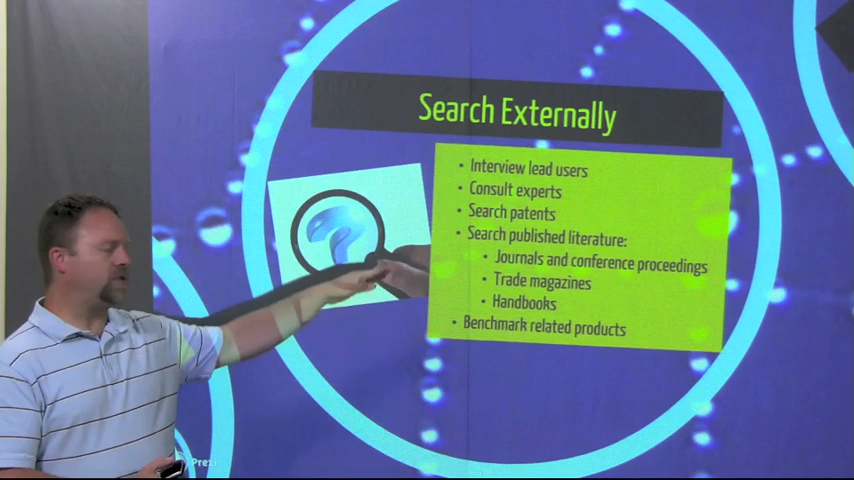 Search Externally
• Interview lead users
• Consult experts
• Search patents
• Search published literature:
• Journals and conference proceedings
• Trade magazines
• Handbooks
• Benchmark related products
Prezi